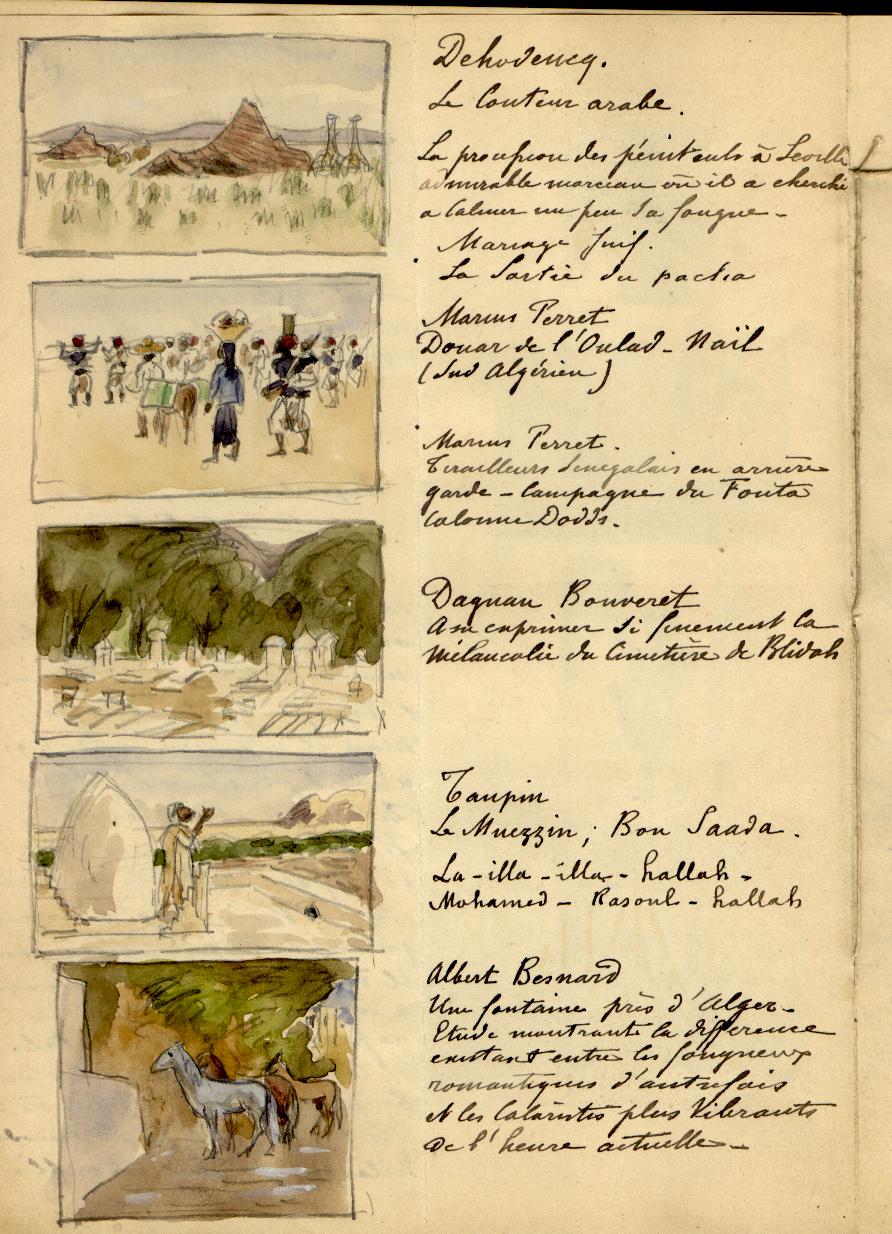 Dehodencq.
Le Conteur arabe.
La procession des pénitents à Séville
admirable morceau où il a cherché
a calmer un peu sa fougue -
Mariage Juif.
La Sortie du pacha
Marius Perret
Douar de l'Oulad - Naïl
(Sud Algérien)
Marius Perret.
Tirailleurs Sénégalais en arrière
garde - Campagne du Fouta
Colonne Dodds.
Dagnan Bouveret
A su exprimer si finement la
Mélancolie du Cimetière de Blidah
Taupin
Le Muezzin ; Bou Saada.
La - illa - illa - hallah -
Mohamed - Rasoul - hallah
Albert Besnard
Une fontaine près d'Alger -
Etude montrant la différence
existant entre les fougueux
romantiques d'autrefois
et les Coloristes plus Vibrants
de l'heure actuelle -